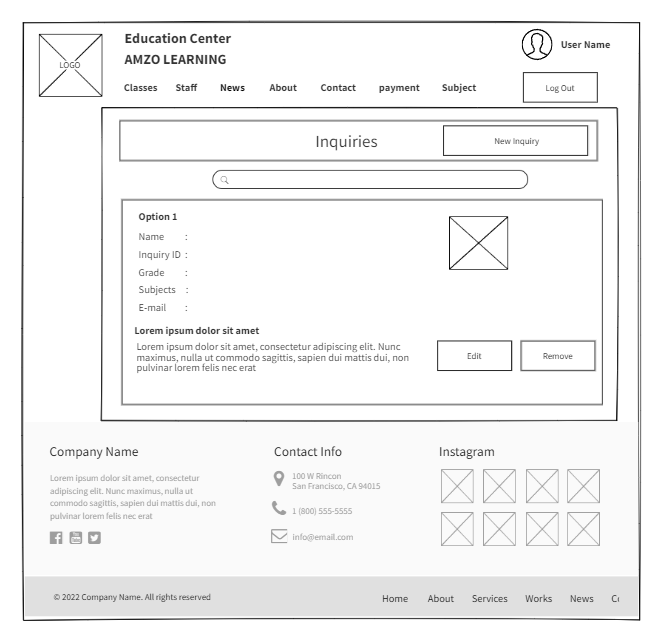 LOGO
Education Center
AMZO LEARNING
User Name
Classes Staff News About Contact payment Subject
Log Out
Inquiries
New Inquiry
Option 1
Name :
Inquiry ID :
Grade :
Subjects :
E-mail :
Lorem ipsum dolor sit amet
Lorem ipsum dolor sit amet, consectetur adipiscing elit. Nunc
maximus, nulla ut commodo sagittis, sapien dui mattis dui, non
pulvinar lorem felis nec erat
Edit
Remove
Company Name
Lorem ipsum dolor sit amet, consectetur
adipiscing elit. Nunc maximus, nulla ut
commodo sagittis, sapien dui mattis dui, non
pulvinar lorem felis nec erat
Contact Info
100 W Rincon
San Francisco, CA 94015
1 (800) 555-5555
info@email.com
Instagram
© 2022 Company Name. All rights reserved
Home About Services Works News